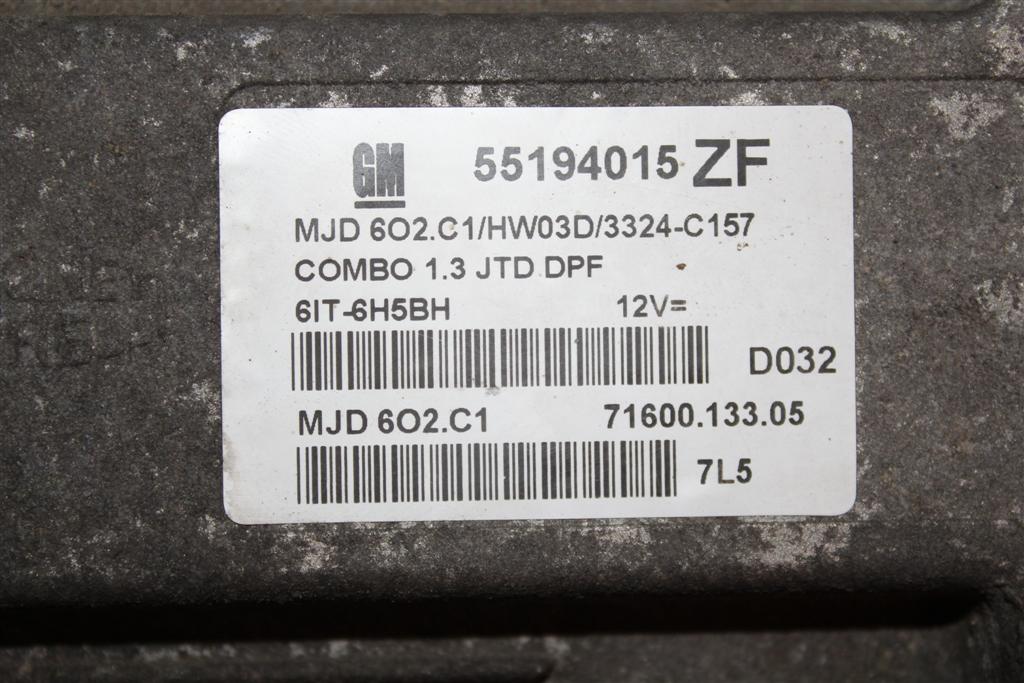 GM 55194015 ZF
MJD 6O2.C1/HW03D/3324-C157
COMBO 1.3 JTD DPF
6IT-6H5BH 12V=
D032
MJD 6O2.C1 71600.133.05
7L5